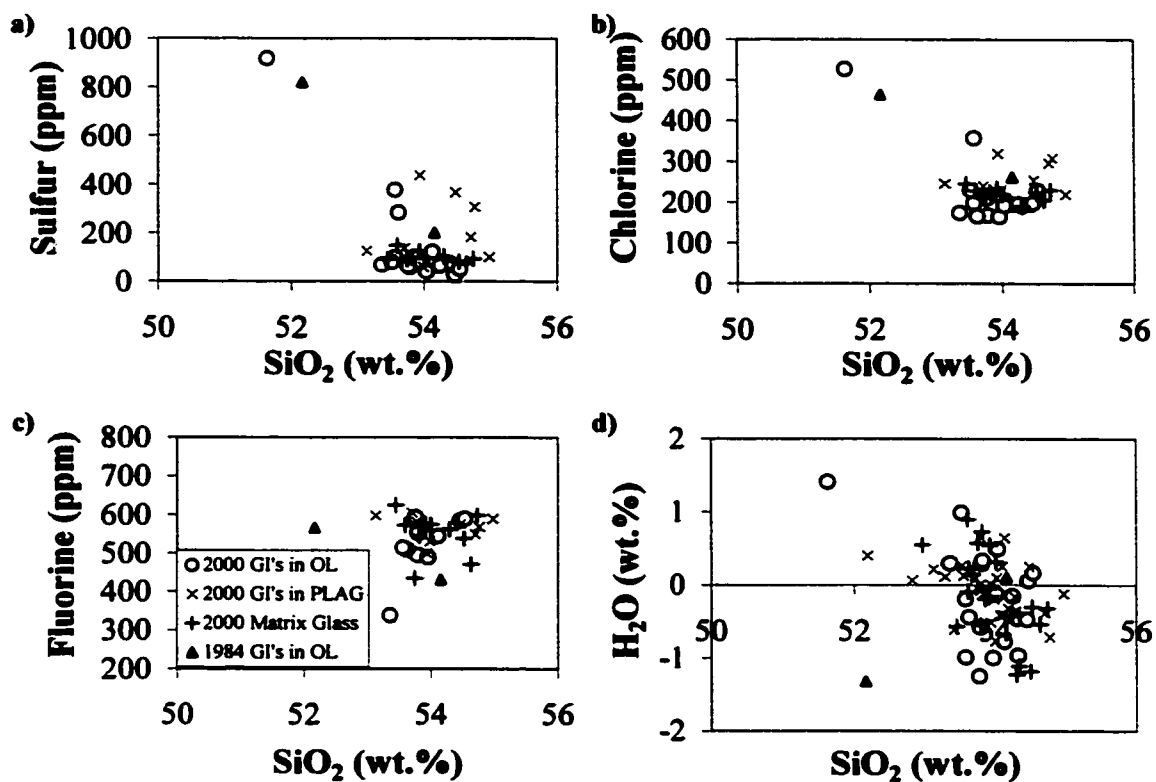 a)
Sulfur (ppm)
1000
800
600
400
200
0
50 52 54 56
SiO2 (wt.%)
b)
Chlorine (ppm)
600
500
400
300
200
100
0
50 52 54 56
SiO2 (wt.%)
c)
Fluorine (ppm)
800
700
600
500
400
300
200
2000 GI's in OL
2000 GI's in PLAG
2000 Matrix Glass
1984 GI's in OL
50 52 54 56
SiO2 (wt.%)
d)
H2O (wt.%)
2
1
0
-1
-2
50 52 54 56
SiO2 (wt.%)